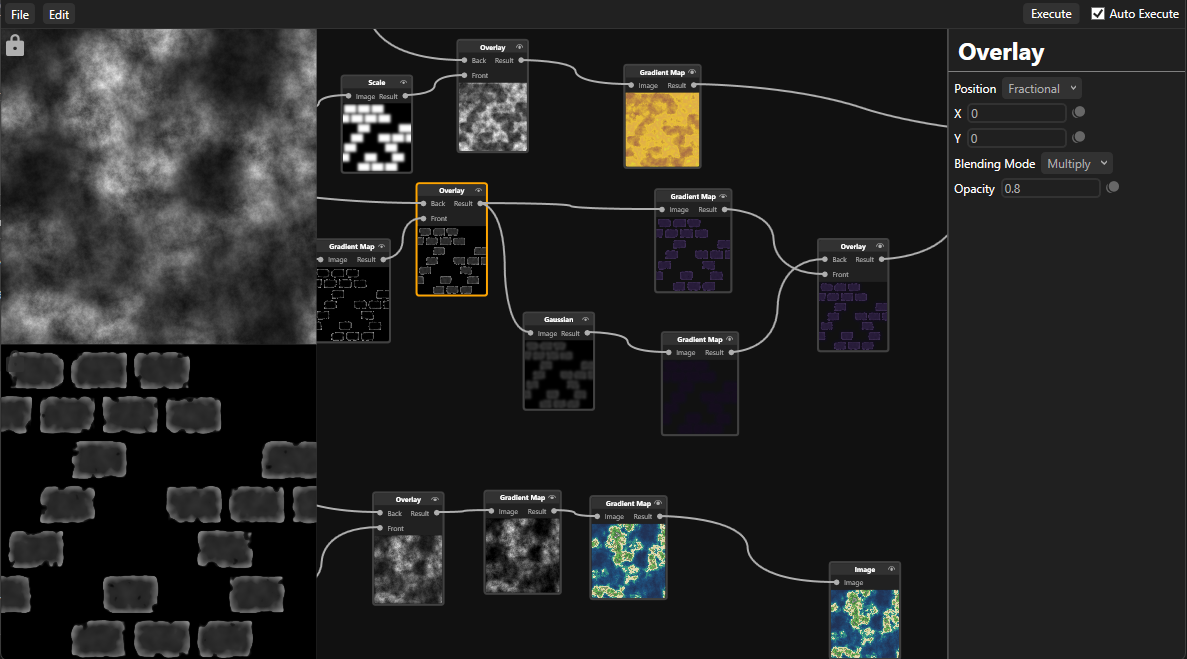 File Edit Execute Auto Execute
Overlay
Position Fractional
X 0
Y 0
Blending Mode Multiply
Opacity 0.8
Overlay
Back Result
Front
Scale
Image Result
Gradient Map
Image Result
Overlay
Back Result
Front
Gradient Map
Image Result
Gradient Map
Image Result
Overlay
Back Result
Front
Gaussian
Image Result
Gradient Map
Image Result
Overlay
Back Result
Front
Gradient Map
Image Result
Gradient Map
Image Result
Image
Image